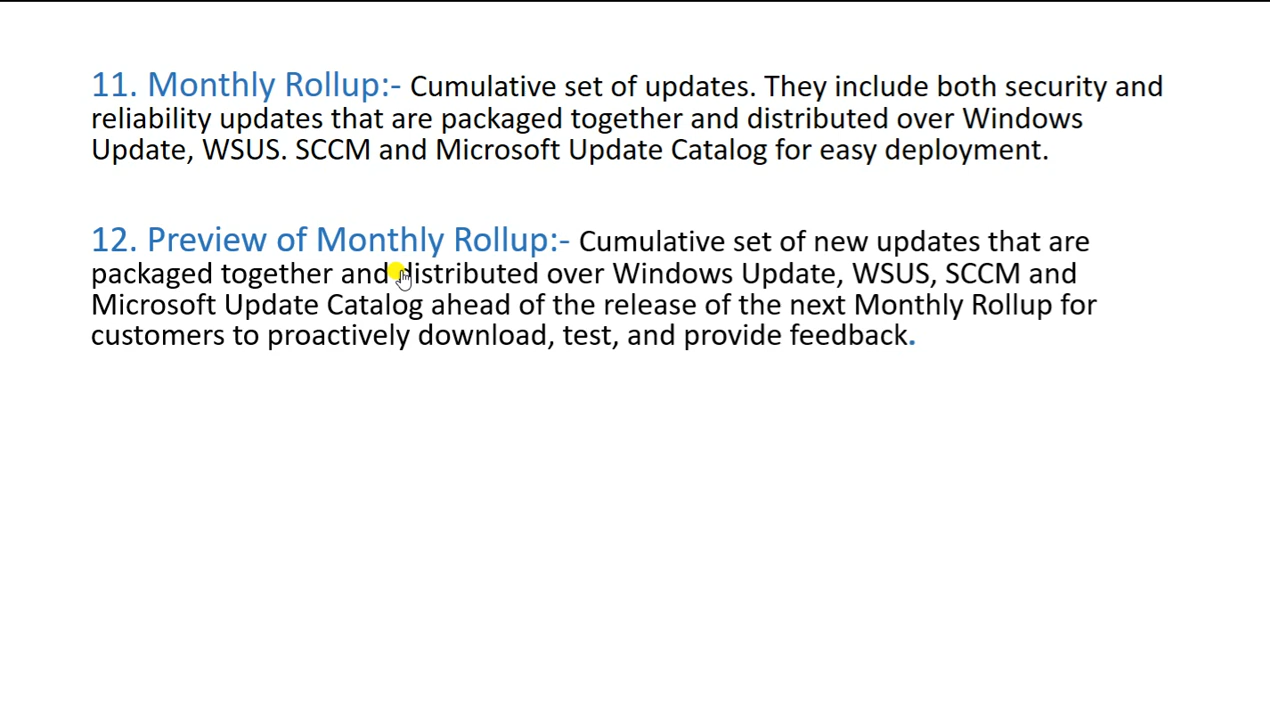 11. Monthly Rollup:- Cumulative set of updates. They include both security and
reliability updates that are packaged together and distributed over Windows
Update, WSUS. SCCM and Microsoft Update Catalog for easy deployment.
12. Preview of Monthly Rollup:- Cumulative set of new updates that are
packaged together and distributed over Windows Update, WSUS, SCCM and
Microsoft Update Catalog ahead of the release of the next Monthly Rollup for
customers to proactively download, test, and provide feedback.